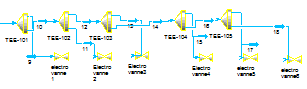 10 12 13 14 16 18
TEE-101 TEE-102 TEE-103 TEE-104 TEE-105
9 11 15 17
Electro vanne 1
Electro vanne 2
Electro vanne3
Electro vanne4
Electro vanne5
Electro vanne6